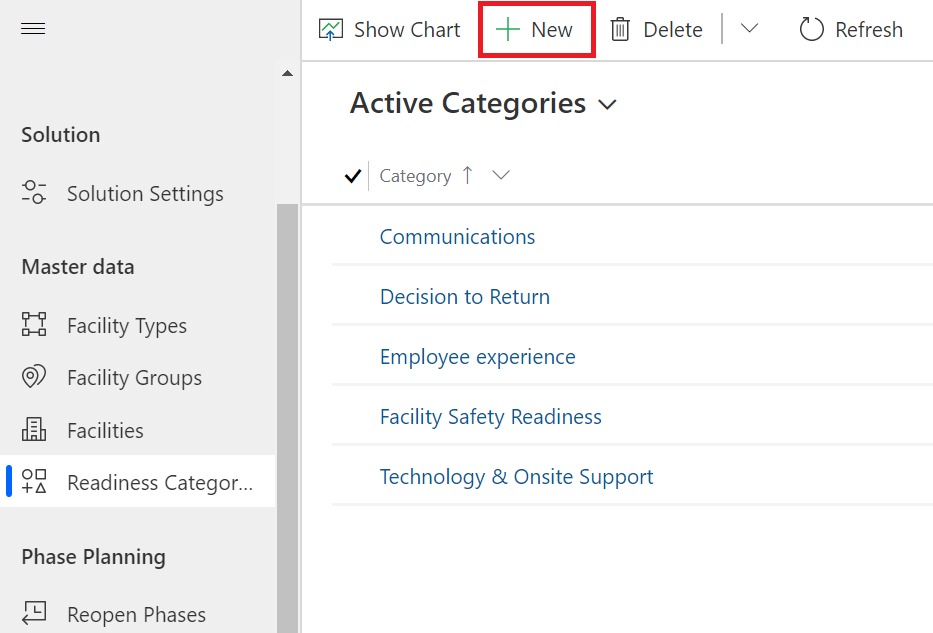 Show Chart
New
Delete
Refresh
Solution
Solution Settings
Master data
Facility Types
Facility Groups
Facilities
Readiness Categor...
Phase Planning
Reopen Phases
Active Categories
Category
Communications
Decision to Return
Employee experience
Facility Safety Readiness
Technology & Onsite Support